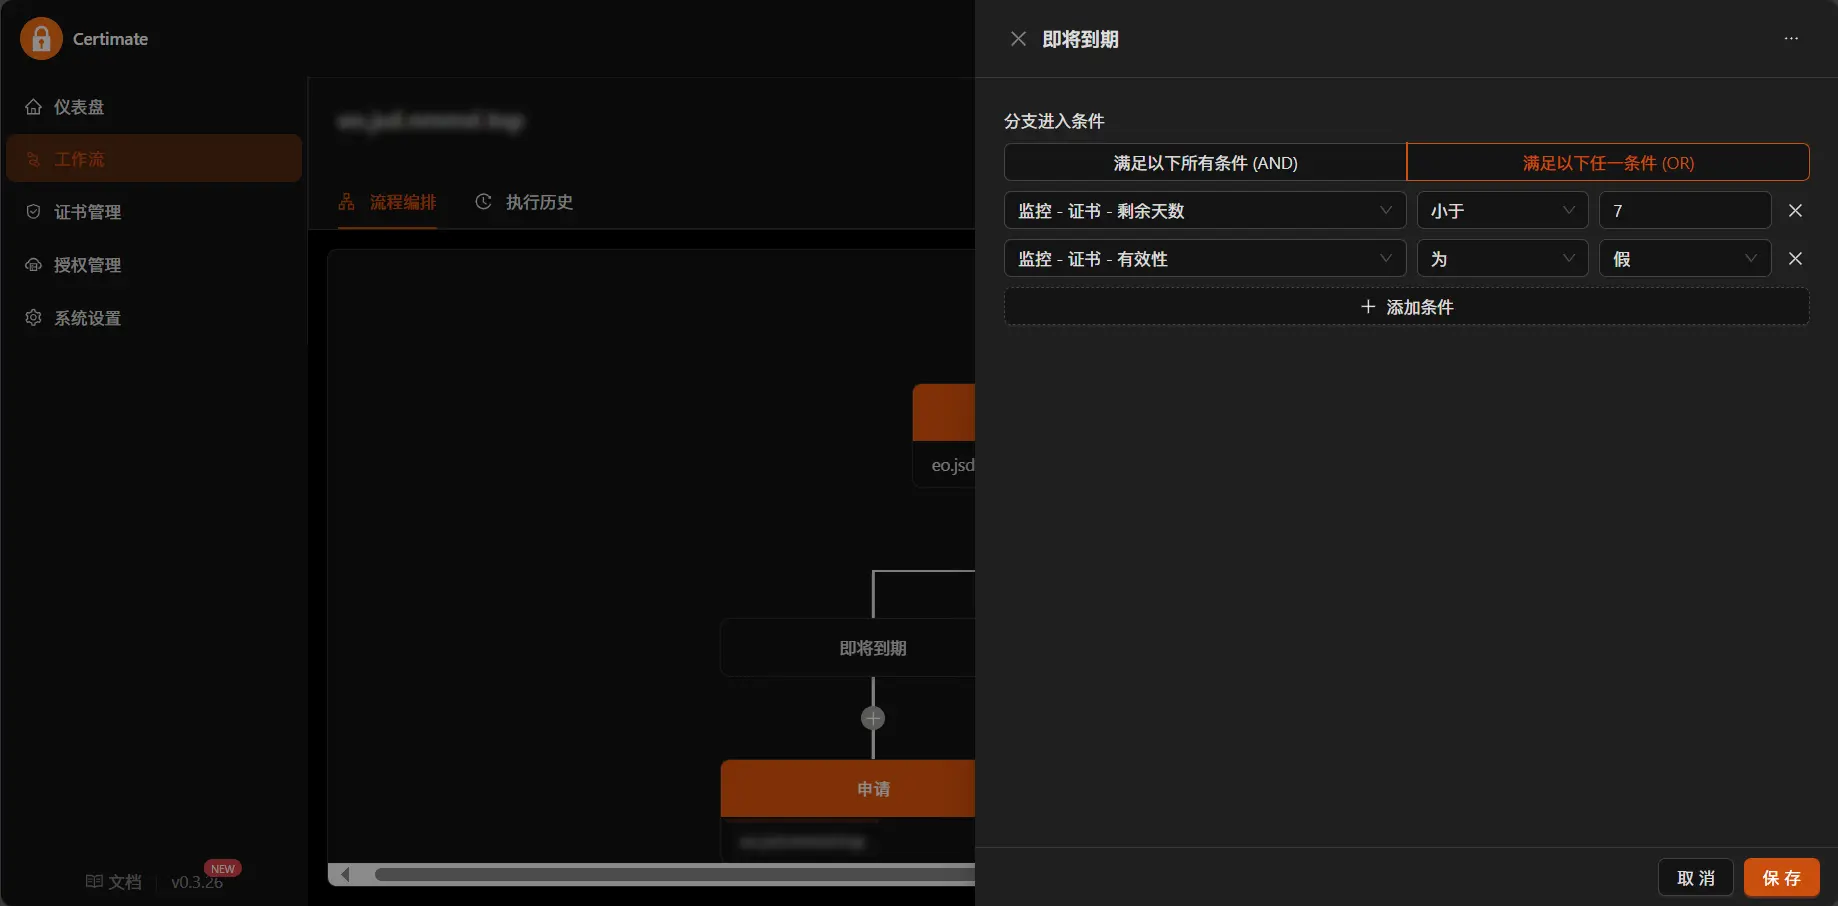 Certimate
仪表盘
工作流
证书管理
授权管理
系统设置
文档
v0.3.26
NEW
流程编排
执行历史
eo.jsd
即将到期
申请
即将到期
分支进入条件
满足以下所有条件 (AND)
满足以下任一条件 (OR)
监控 - 证书 - 剩余天数
小于
7
监控 - 证书 - 有效性
为
假
添加条件
取 消
保 存